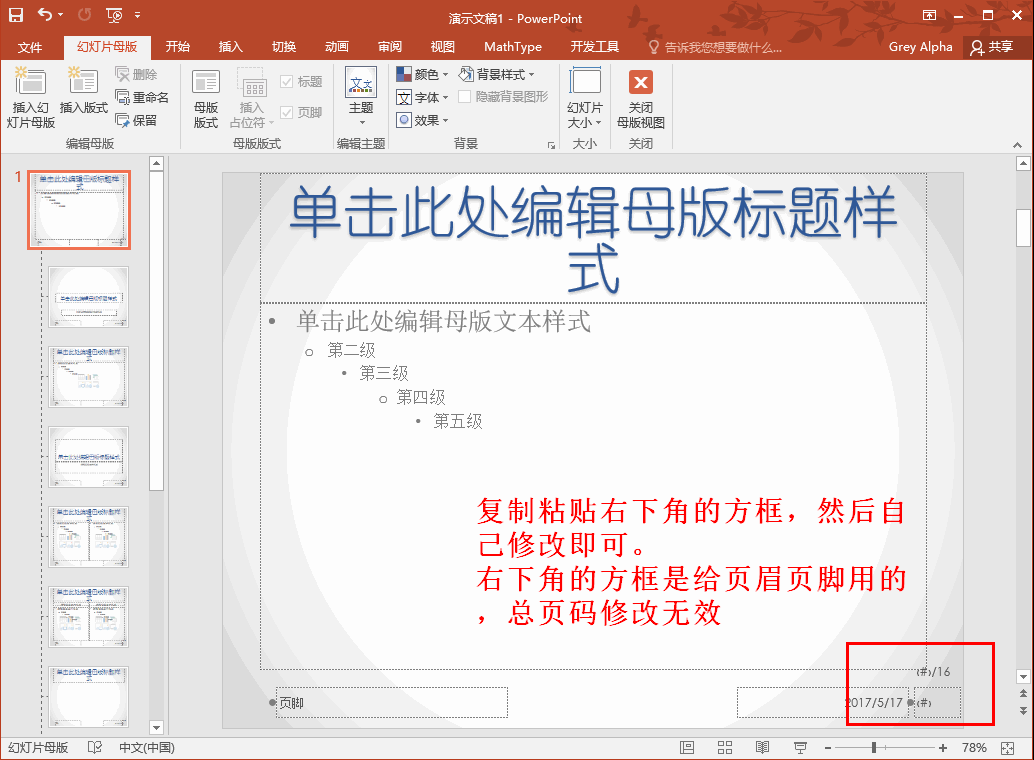 演示文稿1 - PowerPoint
文件 幻灯片母版 开始 插入 切换 动画 审阅 视图 MathType 开发工具 告诉我您想要做什么... Grey Alpha 共享
插入幻灯片母版
插入版式
删除
重命名
保留
编辑母版
母版版式
插入占位符
标题
页脚
母版版式
主题
编辑主题
颜色
字体
效果
背景样式
隐藏背景图形
背景
幻灯片大小
大小
关闭母版视图
关闭
1
单击此处编辑母版标题样
式
• 单击此处编辑母版文本样式
o 第二级
• 第三级
o 第四级
• 第五级
复制粘贴右下角的方框，然后自
己修改即可。
右下角的方框是给页眉页脚用的
，总页码修改无效
‹#›/16
页脚
2017/5/17
‹#›
幻灯片母版 中文(中国) 78%